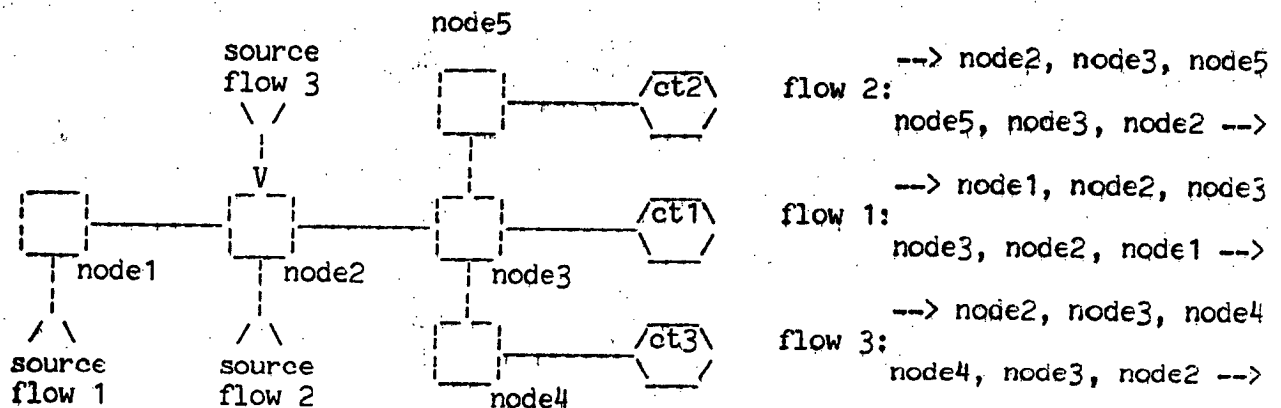 node5
source
flow 3
V
ct2
node1
node2
ct1
node3
source
flow 1
source
flow 2
ct3
node4
flow 2:
--> node2, node3, node5
node5, node3, node2 -->
flow 1:
--> node1, node2, node3
node3, node2, node1 -->
flow 3:
--> node2, node3, node4
node4, node3, node2 -->